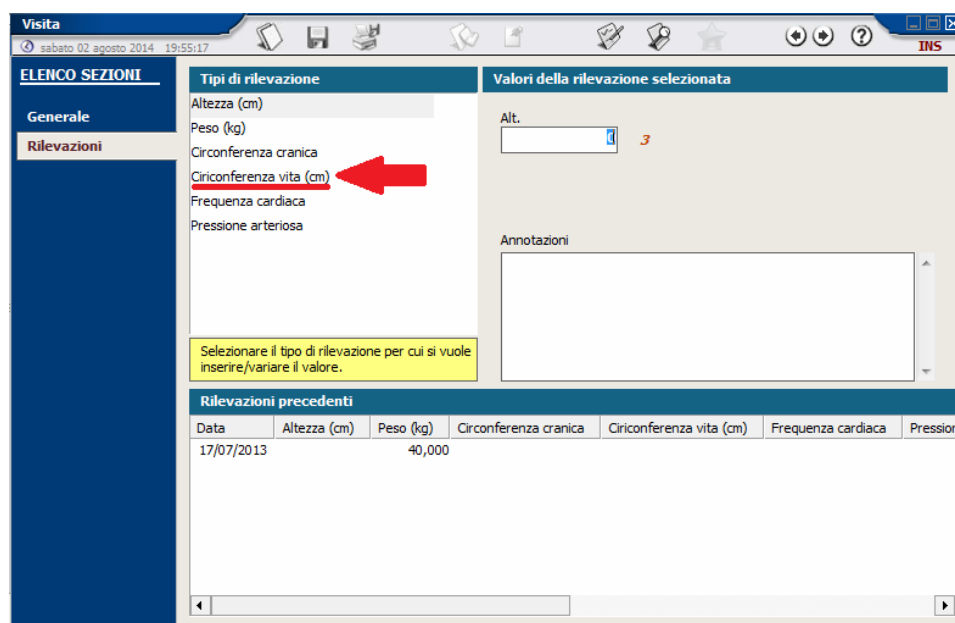 Visita
sabato 02 agosto 2014 19:55:17
INS
ELENCO SEZIONI
Generale
Rilevazioni
Tipi di rilevazione
Altezza (cm)
Peso (kg)
Circonferenza cranica
Ciriconferenza vita (cm)
Frequenza cardiaca
Pressione arteriosa
Selezionare il tipo di rilevazione per cui si vuole
inserire/variare il valore.
Valori della rilevazione selezionata
Alt.
3
Annotazioni
Rilevazioni precedenti
Data Altezza (cm) Peso (kg) Circonferenza cranica Ciriconferenza vita (cm) Frequenza cardiaca Pression
17/07/2013 40,000